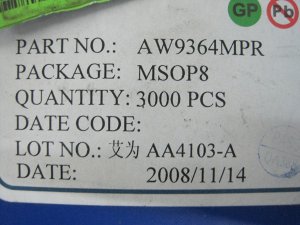 GP Pb
PART NO.: AW9364MPR
PACKAGE: MSOP8
QUANTITY: 3000 PCS
DATE CODE:
LOT NO.: 艾为 AA4103-A
DATE: 2008/11/14